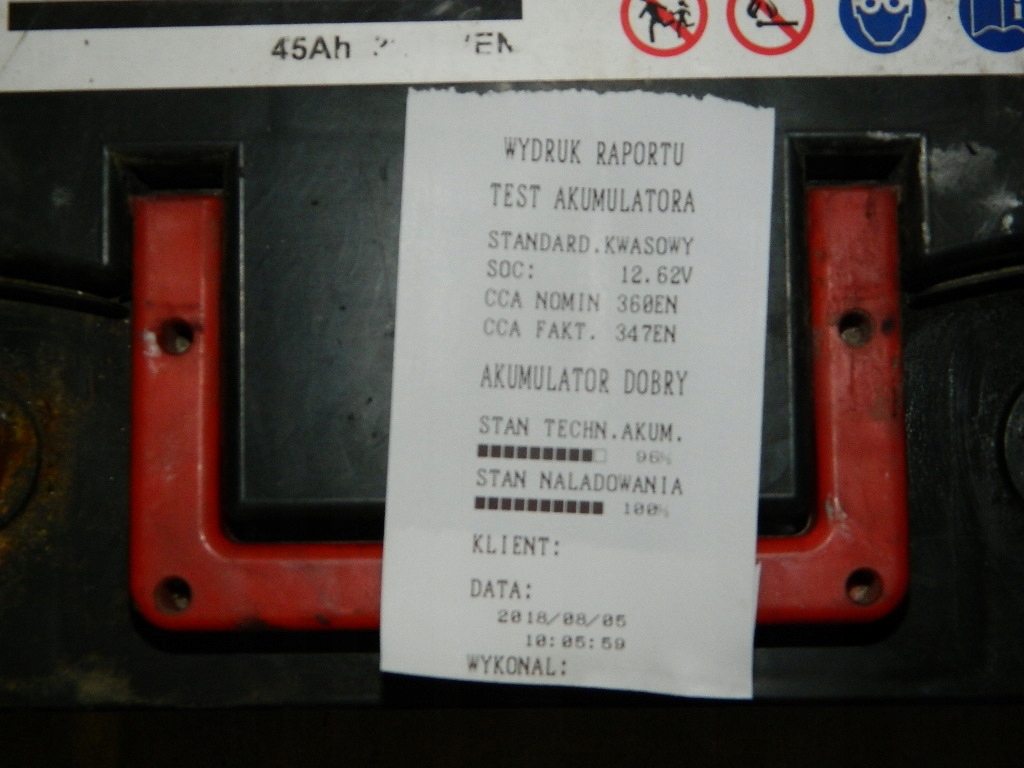 45Ah
WYDRUK RAPORTU
TEST AKUMULATORA
STANDARD.KWASOWY
SOC: 12.62V
CCA NOMIN 360EN
CCA FAKT. 347EN
AKUMULATOR DOBRY
STAN TECHN.AKUM.
96%
STAN NALADOWANIA
100%
KLIENT:
DATA:
2018/08/05
10:05:59
WYKONAL: